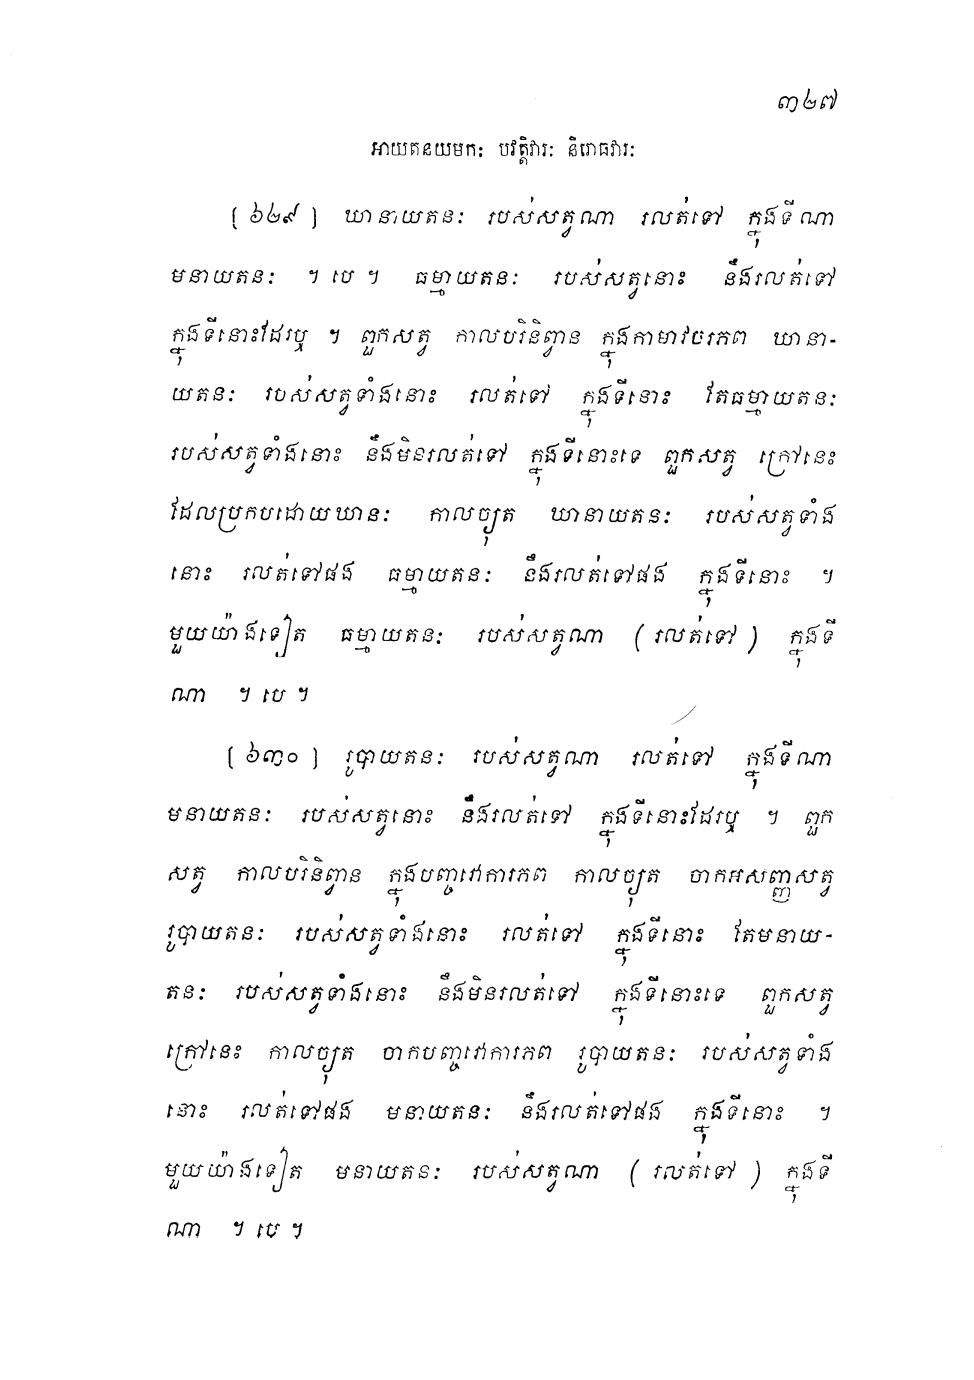 ៣២៧
អាយតនយមកៈ បវត្តិវារៈ និរោធវារៈ
[ ៦២៩ ] ឃានាយតនៈ របស់សត្វណា រលត់ទៅ ក្នុងទីណា
មនាយតនៈ ។ បេ ។ ធម្មាយតនៈ របស់សត្វនោះ នឹងរលត់ទៅ
ក្នុងទីនោះដែរឬ ។ ពួកសត្វ កាលបរិនិព្វាន ក្នុងកាមាវចរភព ឃានា-
យតនៈ របស់សត្វទាំងនោះ រលត់ទៅ ក្នុងទីនោះ តែធម្មាយតនៈ
របស់សត្វទាំងនោះ នឹងមិនរលត់ទៅ ក្នុងទីនោះទេ ពួកសត្វ ក្រៅនេះ
ដែលប្រកបដោយឃានៈ កាលច្យុត ឃានាយតនៈ របស់សត្វទាំង
នោះ រលត់ទៅផង ធម្មាយតនៈ នឹងរលត់ទៅផង ក្នុងទីនោះ ។
មួយយ៉ាងទៀត ធម្មាយតនៈ របស់សត្វណា ( រលត់ទៅ ) ក្នុងទី
ណា ។ បេ ។
[ ៦៣០ ] រូបាយតនៈ របស់សត្វណា រលត់ទៅ ក្នុងទីណា
មនាយតនៈ របស់សត្វនោះ នឹងរលត់ទៅ ក្នុងទីនោះដែរឬ ។ ពួក
សត្វ កាលបរិនិព្វាន ក្នុងបញ្ចវោការភព កាលច្យុត ចាកអសញ្ញសត្វ
រូបាយតនៈ របស់សត្វទាំងនោះ រលត់ទៅ ក្នុងទីនោះ តែមនាយ-
តនៈ របស់សត្វទាំងនោះ នឹងមិនរលត់ទៅ ក្នុងទីនោះទេ ពួកសត្វ
ក្រៅនេះ កាលច្យុត ចាកបញ្ចវោការភព រូបាយតនៈ របស់សត្វទាំង
នោះ រលត់ទៅផង មនាយតនៈ នឹងរលត់ទៅផង ក្នុងទីនោះ ។
មួយយ៉ាងទៀត មនាយតនៈ របស់សត្វណា ( រលត់ទៅ ) ក្នុងទី
ណា ។ បេ ។